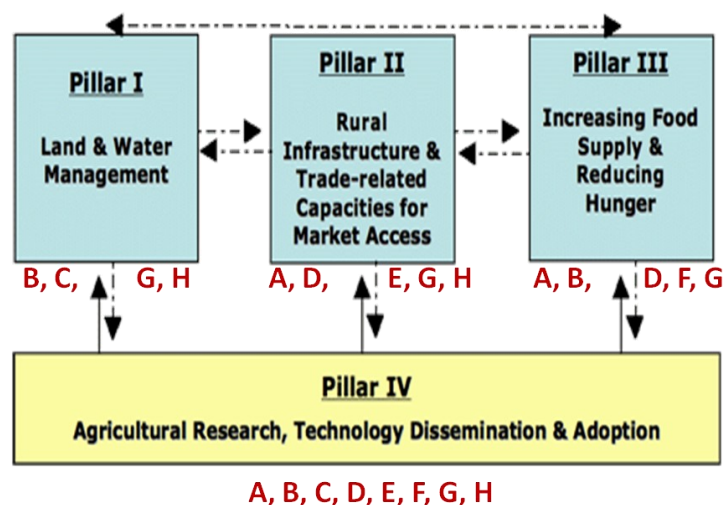 Pillar I
Land & Water
Management
Pillar II
Rural
Infrastructure &
Trade-related
Capacities for
Market Access
Pillar III
Increasing Food
Supply &
Reducing
Hunger
B, C, G, H
A, D, E, G, H
A, B, D, F, G
Pillar IV
Agricultural Research, Technology Dissemination & Adoption
A, B, C, D, E, F, G, H